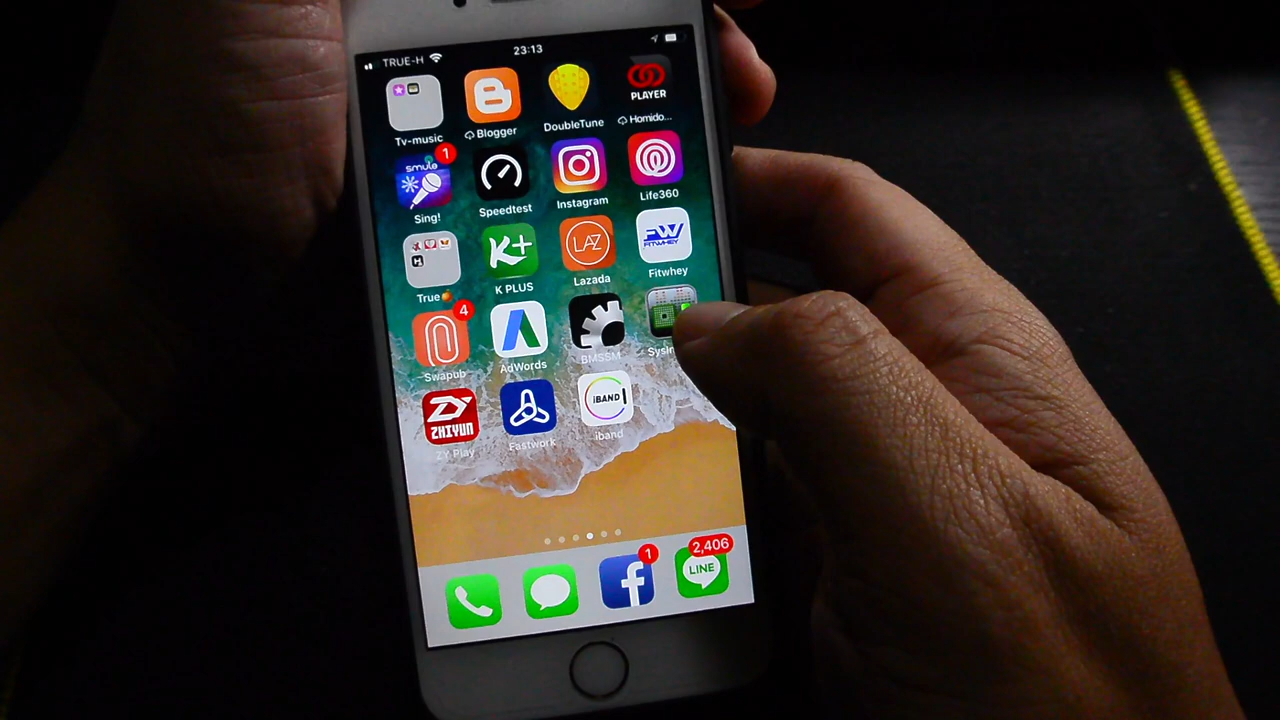 TRUE-H 23:13
Tv-music Blogger DoubleTune PLAYER Homido...
smule 1
Sing! Speedtest Instagram Life360
K+ LAZ FW FITWHEY
True K PLUS Lazada Fitwhey
4
Swapub AdWords BMSSM
ZY ZHIYUN iBAND
ZY Play Fastwork iband
f 1 LINE 2,406